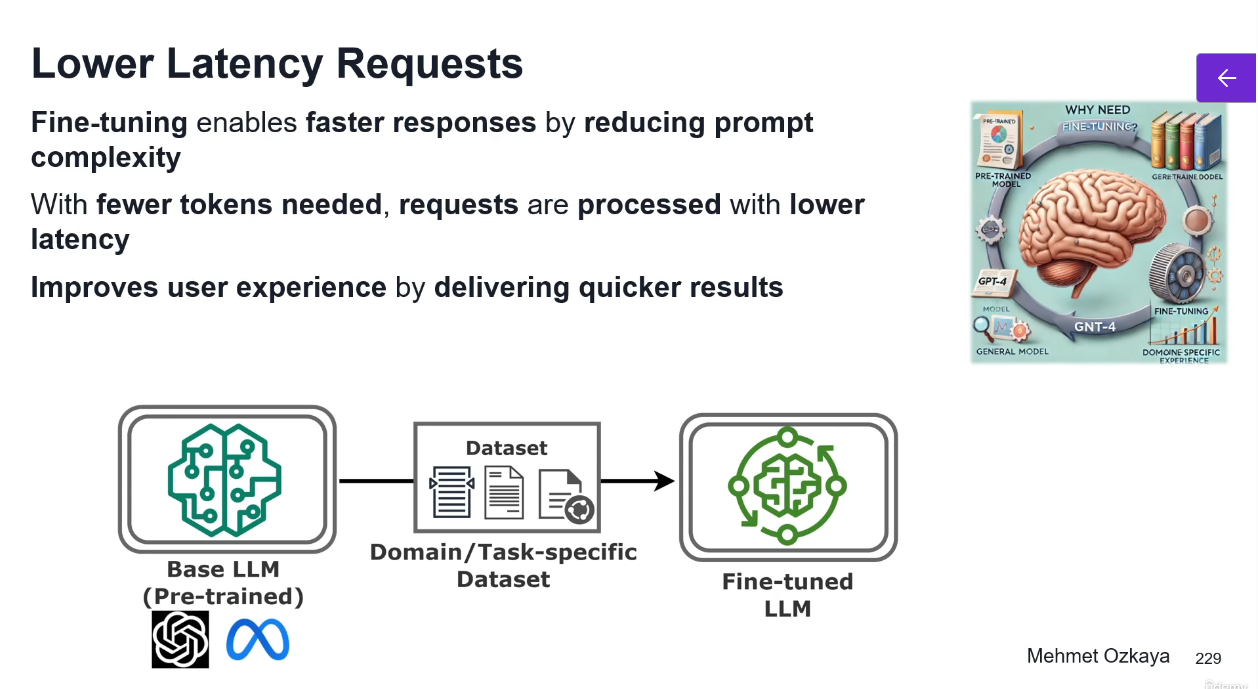 Lower Latency Requests
Fine-tuning enables faster responses by reducing prompt
complexity
With fewer tokens needed, requests are processed with lower
latency
Improves user experience by delivering quicker results
WHY NEED
FINE-TUNING?
PRE-TRAINED
PRE-TRAINED
MODEL
GERETRAINE DODEL
GPT-4
MODEL
GENERAL MODEL
GNT-4
FINE-TUNING
DOMOINE-SPECIFIC
EXPERIENCE
Dataset
Domain/Task-specific
Dataset
Base LLM
(Pre-trained)
Fine-tuned
LLM
Mehmet Ozkaya 229